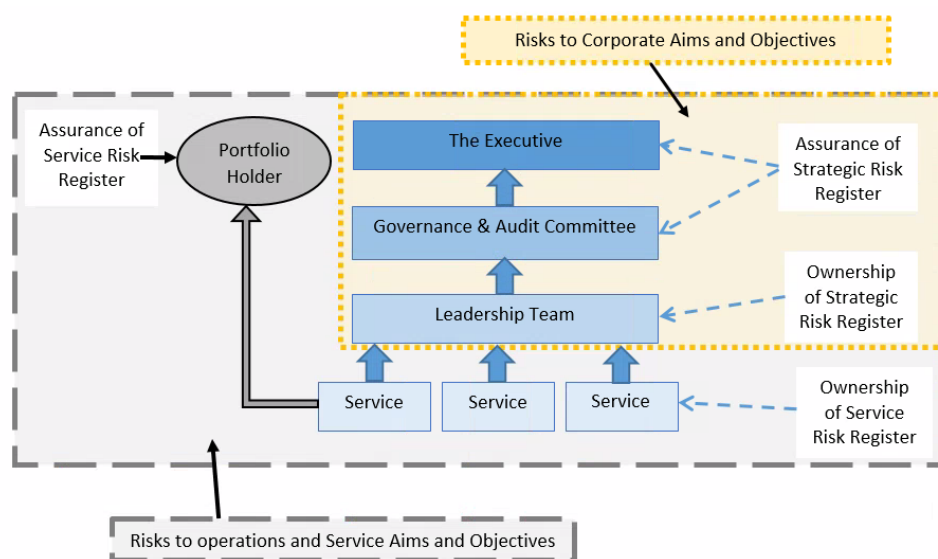 Risks to Corporate Aims and Objectives
Assurance of
Service Risk
Register
Portfolio
Holder
The Executive
Assurance of
Strategic Risk
Register
Governance & Audit Committee
Leadership Team
Ownership
of Strategic
Risk Register
Service
Service
Service
Ownership
of Service
Risk Register
Risks to operations and Service Aims and Objectives